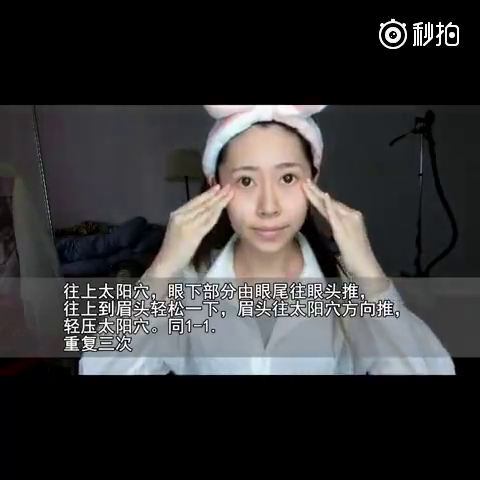 秒拍
往上太阳穴，眼下部分由眼尾往眼头推，
往上到眉头轻松一下，眉头往太阳穴方向推，
轻压太阳穴。同1-1.
重复三次